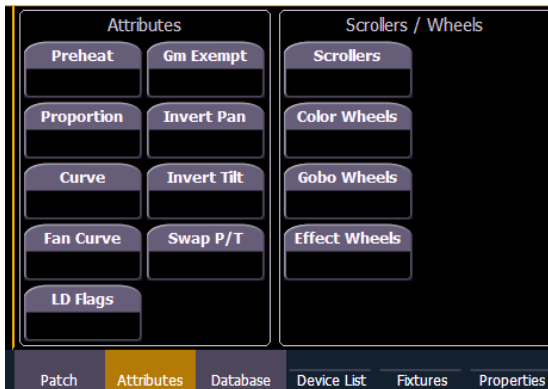 Attributes
Scrollers / Wheels
Preheat
Gm Exempt
Scrollers
Proportion
Invert Pan
Color Wheels
Curve
Invert Tilt
Gobo Wheels
Fan Curve
Swap P/T
Effect Wheels
LD Flags
Patch
Attributes
Database
Device List
Fixtures
Properties